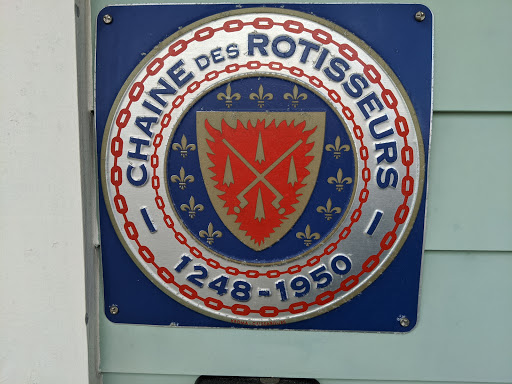 CHAINE DES ROTISSEURS
- 1248-1950 -